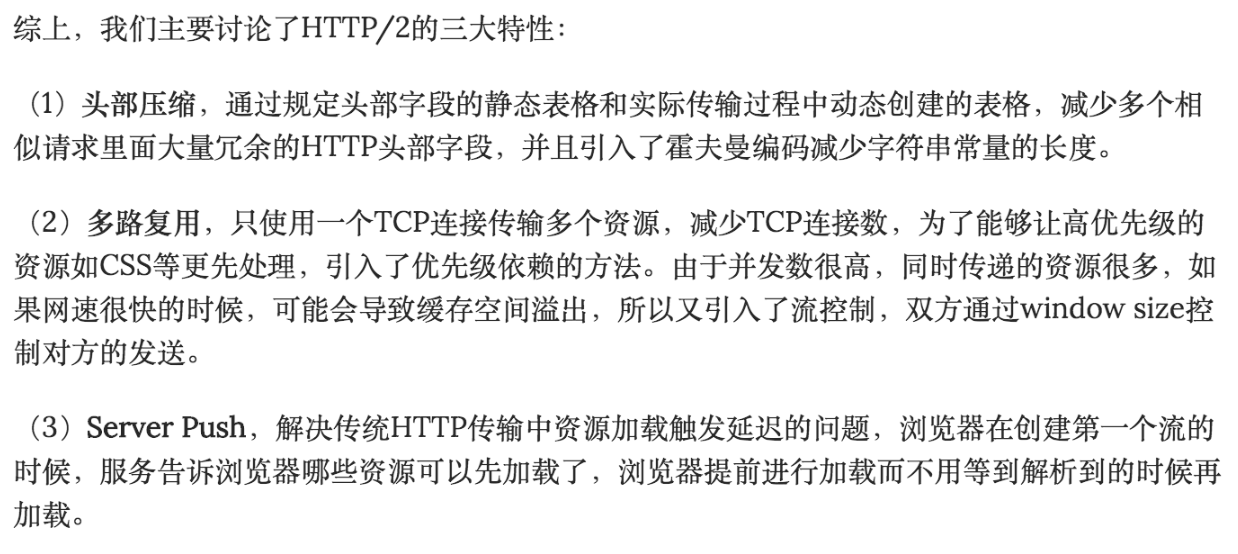 综上，我们主要讨论了HTTP/2的三大特性：
（1）头部压缩，通过规定头部字段的静态表格和实际传输过程中动态创建的表格，减少多个相
似请求里面大量冗余的HTTP头部字段，并且引入了霍夫曼编码减少字符串常量的长度。
（2）多路复用，只使用一个TCP连接传输多个资源，减少TCP连接数，为了能够让高优先级的
资源如CSS等更先处理，引入了优先级依赖的方法。由于并发数很高，同时传递的资源很多，如
果网速很快的时候，可能会导致缓存空间溢出，所以又引入了流控制，双方通过window size控
制对方的发送。
（3）Server Push，解决传统HTTP传输中资源加载触发延迟的问题，浏览器在创建第一个流的
时候，服务告诉浏览器哪些资源可以先加载了，浏览器提前进行加载而不用等到解析到的时候再
加载。